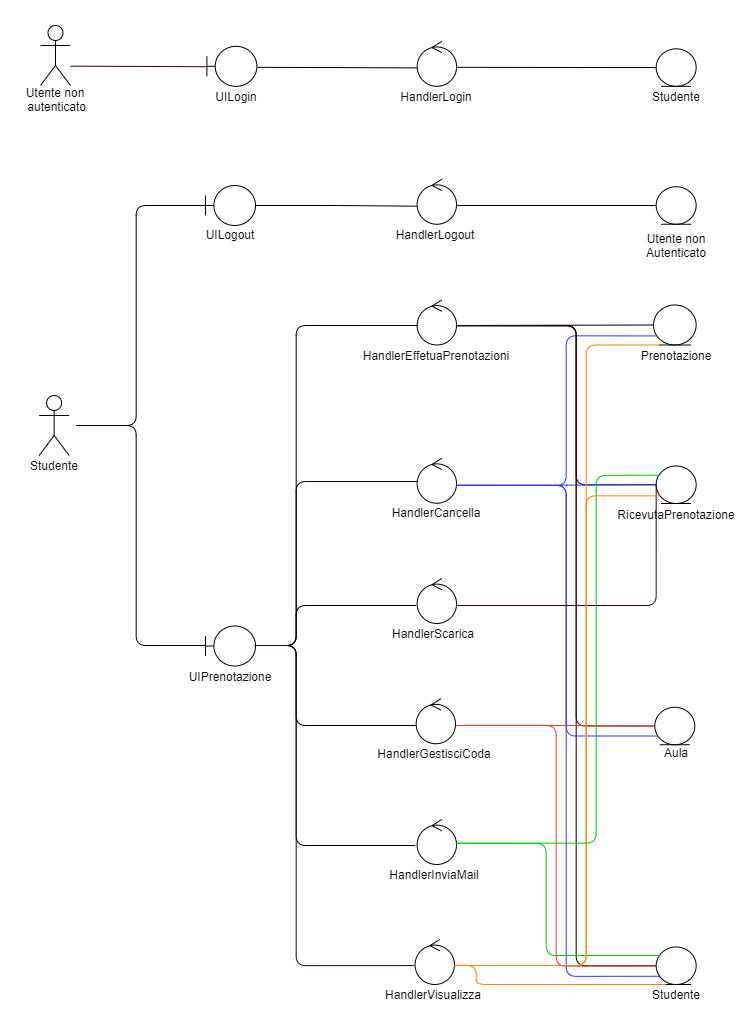 Utente non
autenticato
UILogin
HandlerLogin
Studente
UILogout
HandlerLogout
Utente non
Autenticato
HandlerEffetuaPrenotazioni
Prenotazione
Studente
HandlerCancella
RicevutaPrenotazione
HandlerScarica
UIPrenotazione
HandlerGestisciCoda
Aula
HandlerInviaMail
HandlerVisualizza
Studente